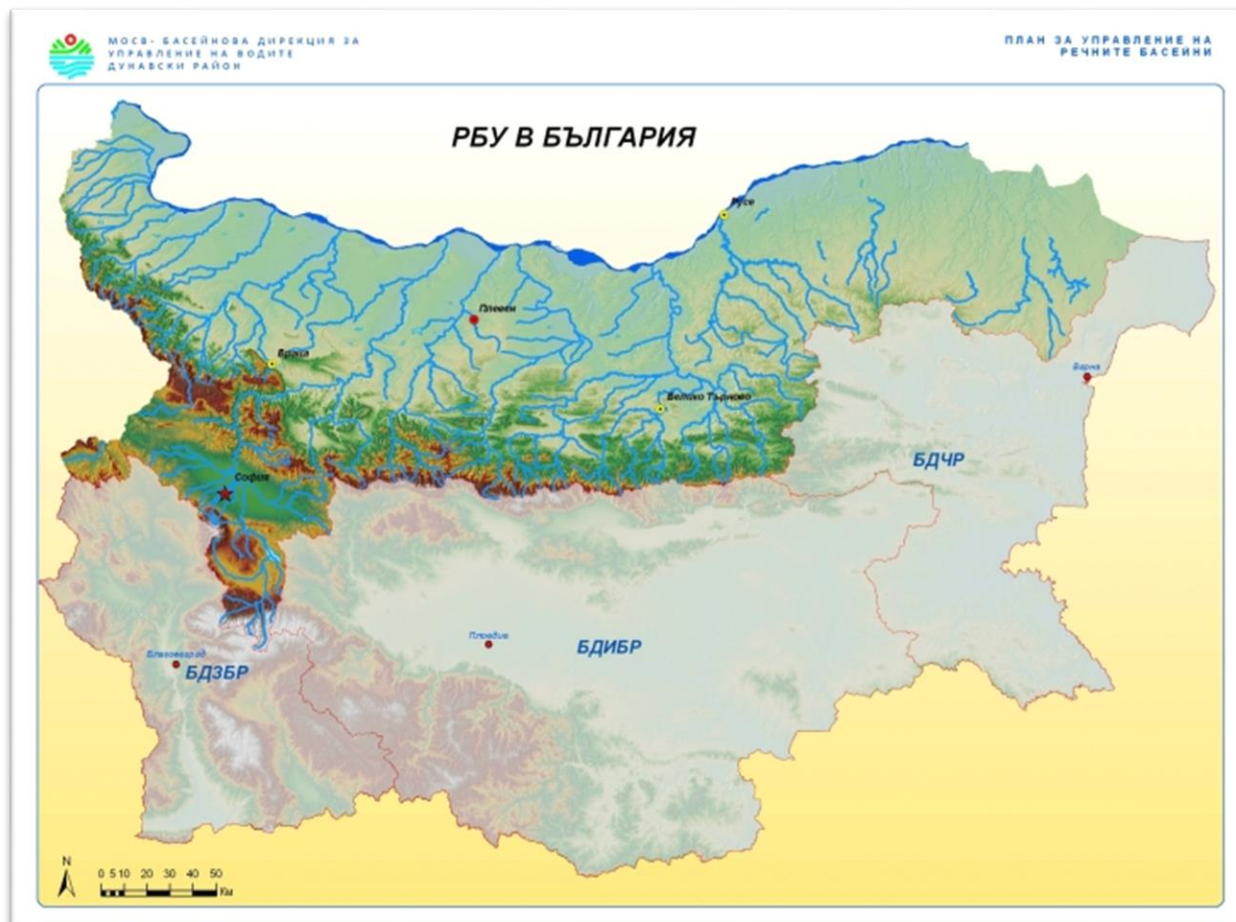 МОСВ- БАСЕЙНОВА ДИРЕКЦИЯ ЗА
УПРАВЛЕНИЕ НА ВОДИТЕ
ДУНАВСКИ РАЙОН
ПЛАН ЗА УПРАВЛЕНИЕ НА
РЕЧНИТЕ БАСЕЙНИ
РБУ В БЪЛГАРИЯ
Русе
Плевен
Враца
Варна
Велико Търново
БДЧР
София
Пловдив
БДИБР
Благоевград
БДЗБР
N
0 5 10 20 30 40 50
Км